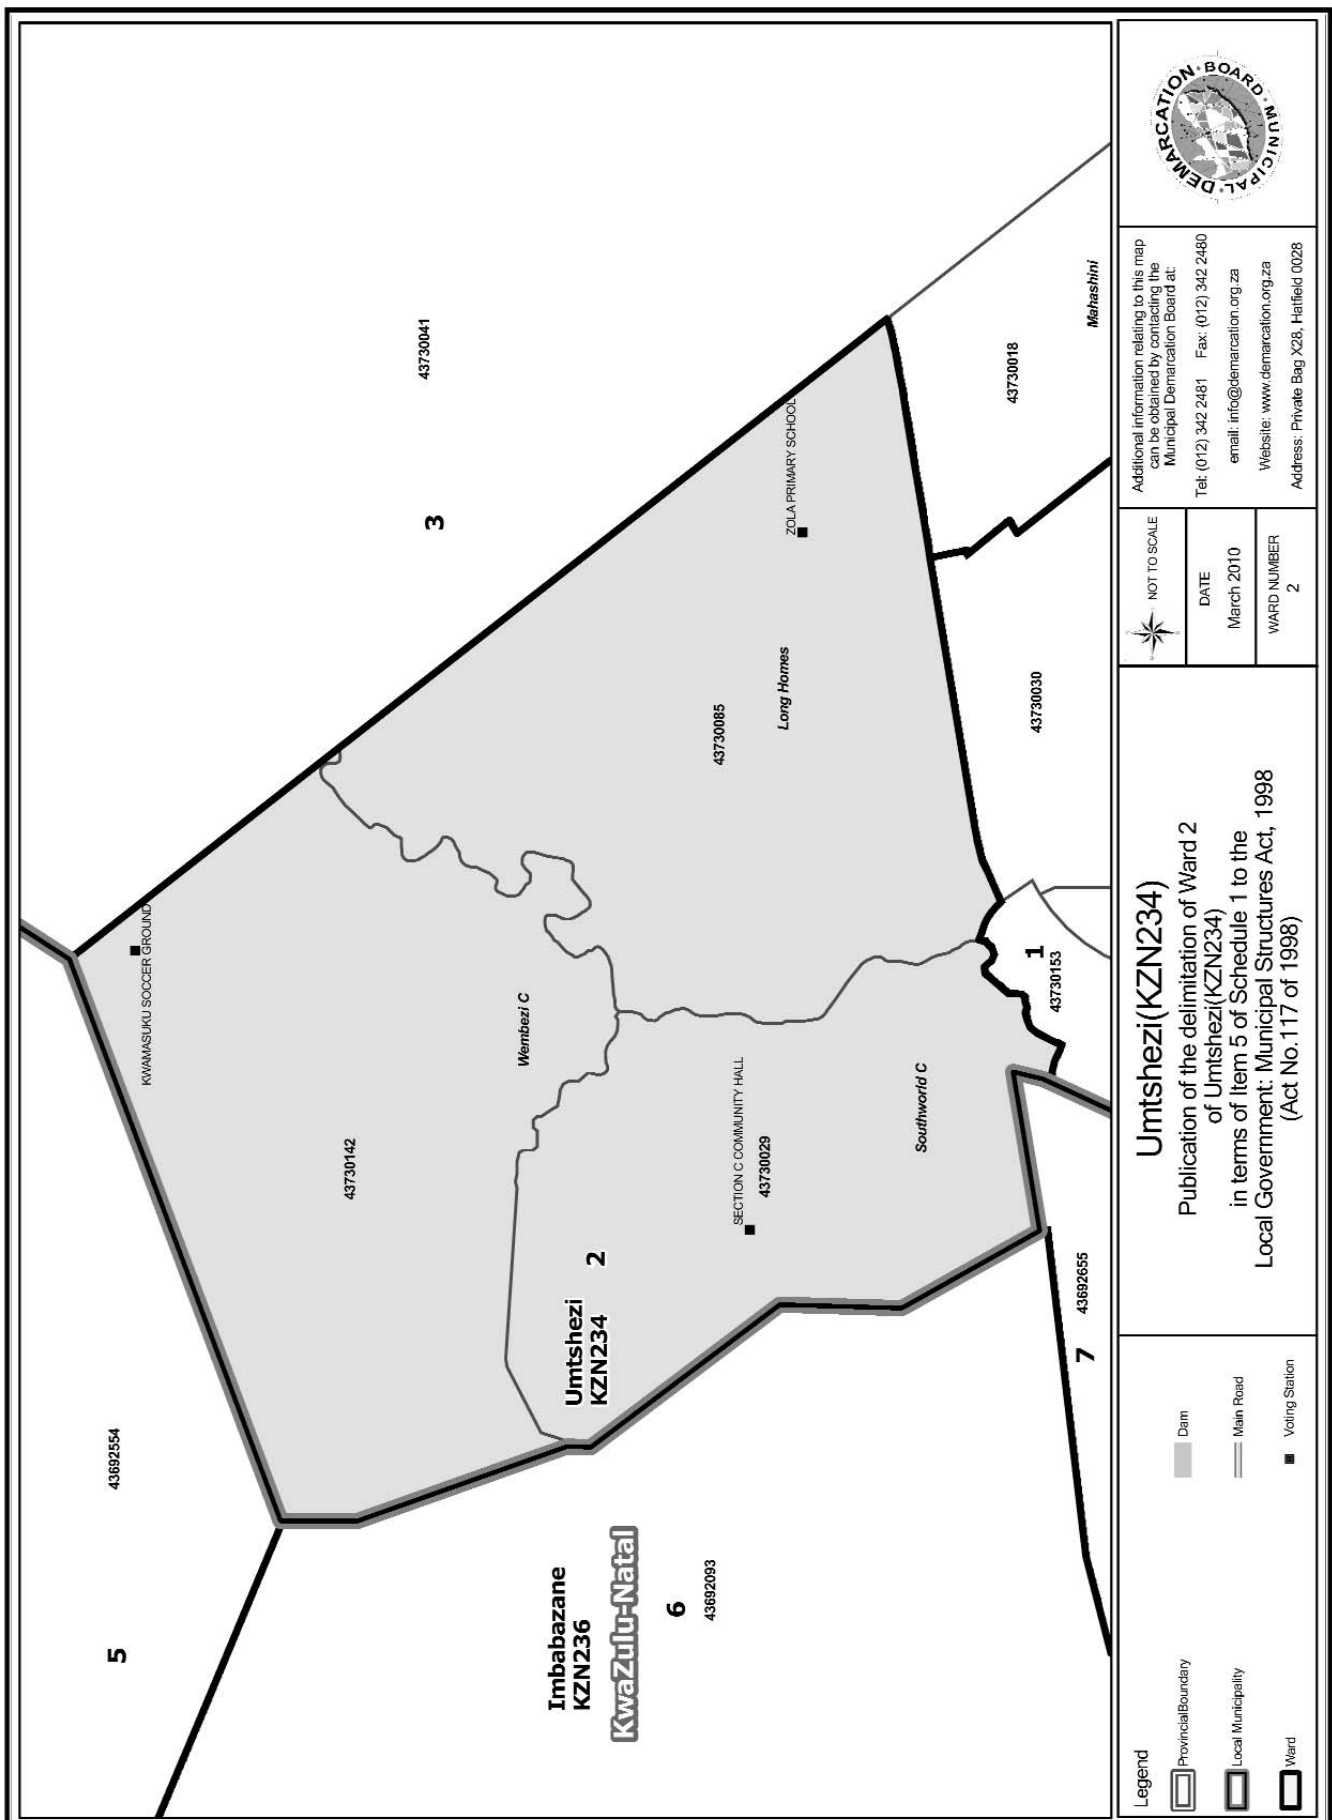 5
43692554
KWAMASUKU SOCCER GROUND
43730142
43730041
3
Wembezi C
Imbabazane
KZN236
KwaZulu-Natal
6
43692093
Umtshezi
KZN234
2
SECTION C COMMUNITY HALL
43730029
43730085
Long Homes
ZOLA PRIMARY SCHOOL
Southworld C
1
43730153
43730018
43730030
Mahashini
43692655
7
Legend
ProvincialBoundary
Local Municipality
Ward
Dam
Main Road
Voting Station
Umtshezi(KZN234)
Publication of the delimitation of Ward 2
of Umtshezi(KZN234)
in terms of Item 5 of Schedule 1 to the
Local Government: Municipal Structures Act, 1998
(Act No.117 of 1998)
NOT TO SCALE
DATE
March 2010
WARD NUMBER
2
Additional information relating to this map
can be obtained by contacting the
Municipal Demarcation Board at:
Tel: (012) 342 2481 Fax: (012) 342 2480
email: info@demarcation.org.za
Website: www.demarcation.org.za
Address: Private Bag X28, Hatfield 0028
DEMARCATION BOARD MUNICIPAL